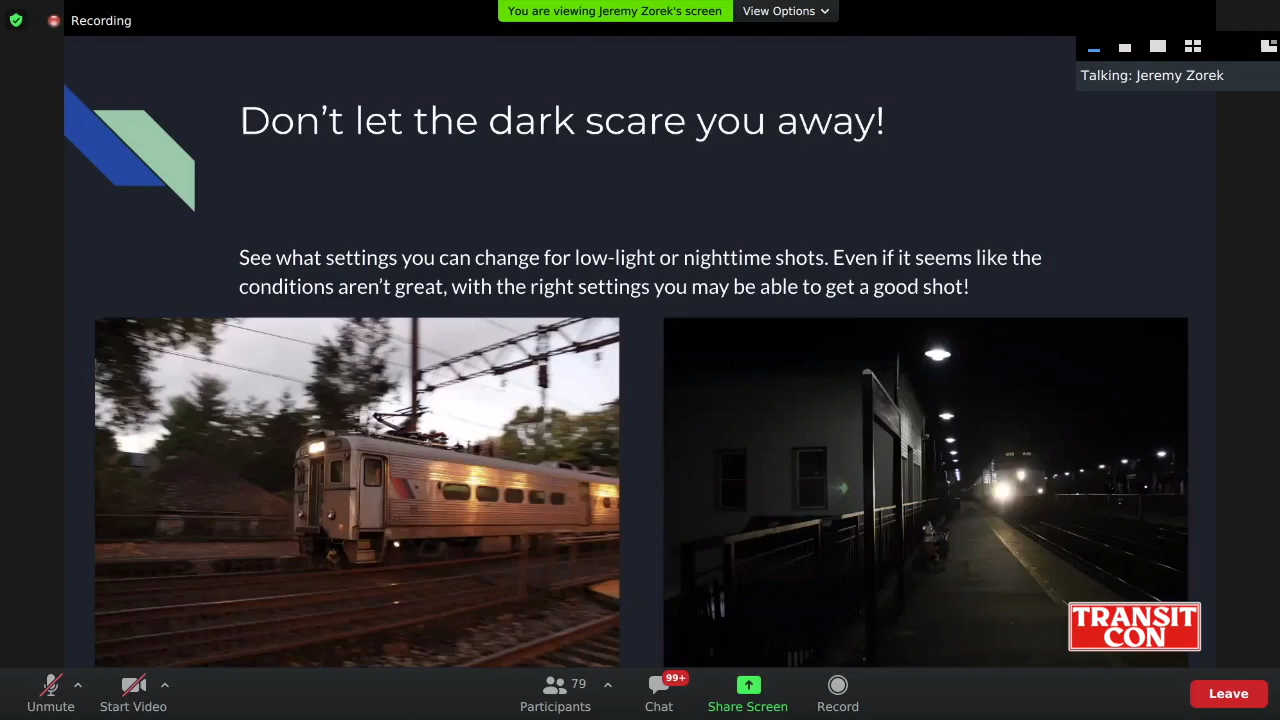 You are viewing Jeremy Zorek's screen
View Options
Recording
Talking: Jeremy Zorek
Don’t let the dark scare you away!
See what settings you can change for low-light or nighttime shots. Even if it seems like the
conditions aren’t great, with the right settings you may be able to get a good shot!
TRANSIT
CON
Unmute
Start Video
79
Participants
99+
Chat
Share Screen
Record
Leave